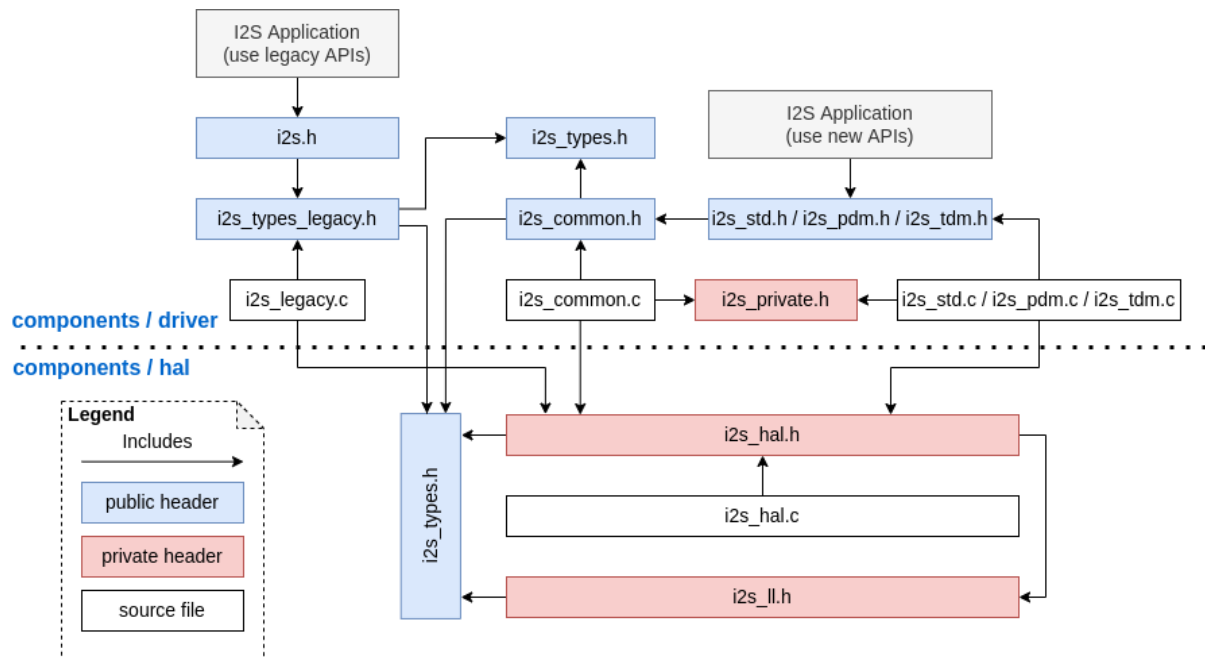 I2S Application
(use legacy APIs)
i2s.h
i2s_types.h
I2S Application
(use new APIs)
i2s_types_legacy.h
i2s_common.h
i2s_std.h / i2s_pdm.h / i2s_tdm.h
i2s_legacy.c
i2s_common.c
i2s_private.h
i2s_std.c / i2s_pdm.c / i2s_tdm.c
components / driver
components / hal
Legend
Includes
public header
private header
source file
i2s_types.h
i2s_hal.h
i2s_hal.c
i2s_ll.h